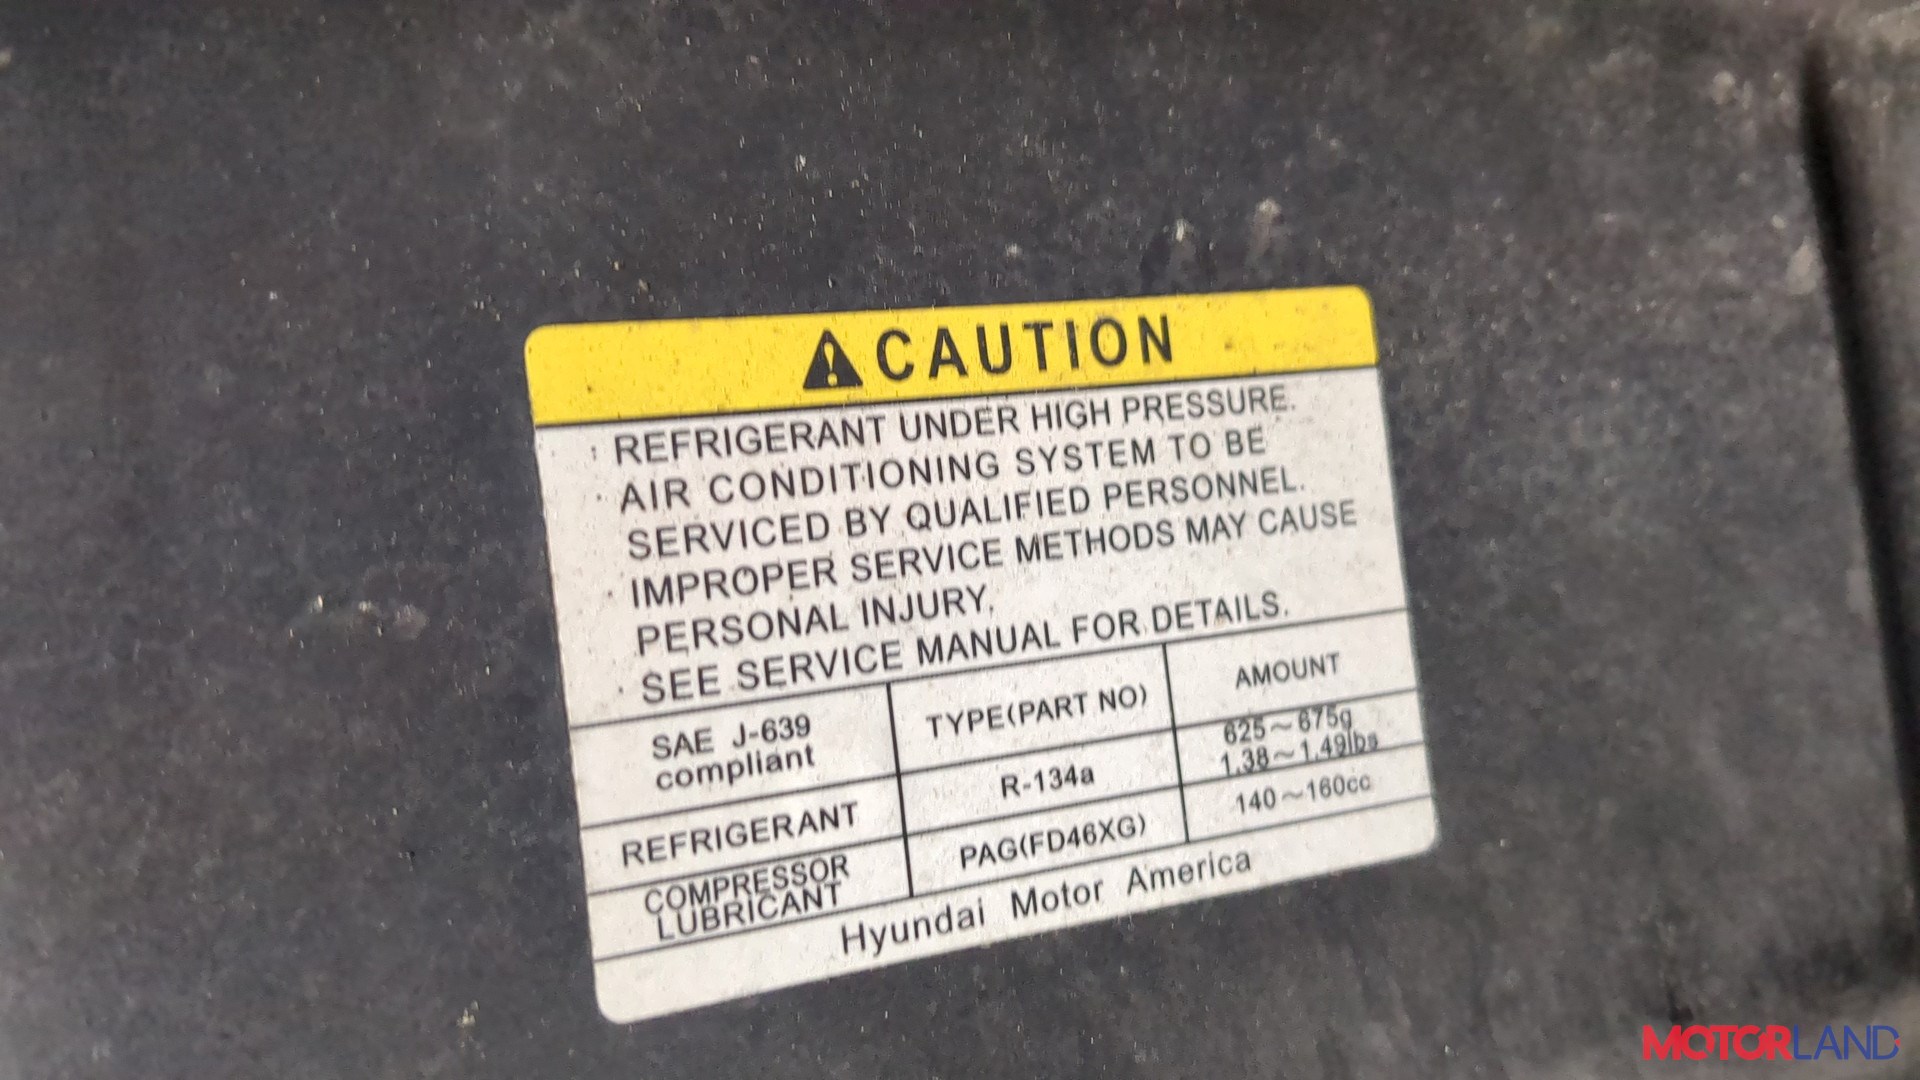 CAUTION
REFRIGERANT UNDER HIGH PRESSURE.
AIR CONDITIONING SYSTEM TO BE
SERVICED BY QUALIFIED PERSONNEL.
IMPROPER SERVICE METHODS MAY CAUSE
PERSONAL INJURY.
SEE SERVICE MANUAL FOR DETAILS.
SAE J-639
compliant
TYPE(PART NO)
AMOUNT
REFRIGERANT
R-134a
625~675g
1.38~1.49lbs
COMPRESSOR
LUBRICANT
PAG(FD46XG)
140~160cc
Hyundai Motor America
MOTORLAND